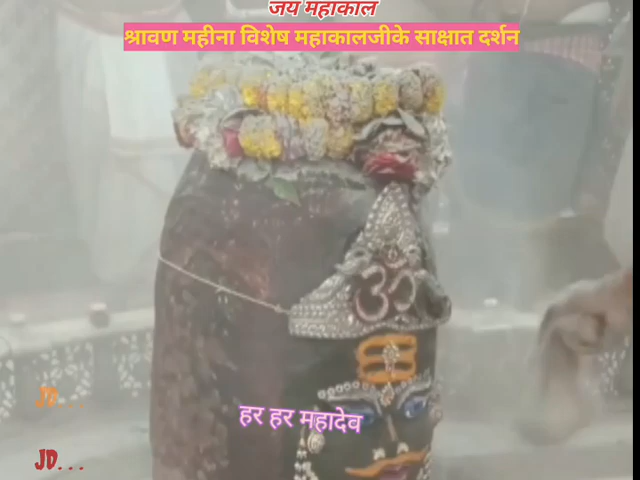 जय महाकाल
श्रावण महीना विशेष महाकालजीके साक्षात दर्शन
ॐ
हर हर महादेव
JD...
JD...